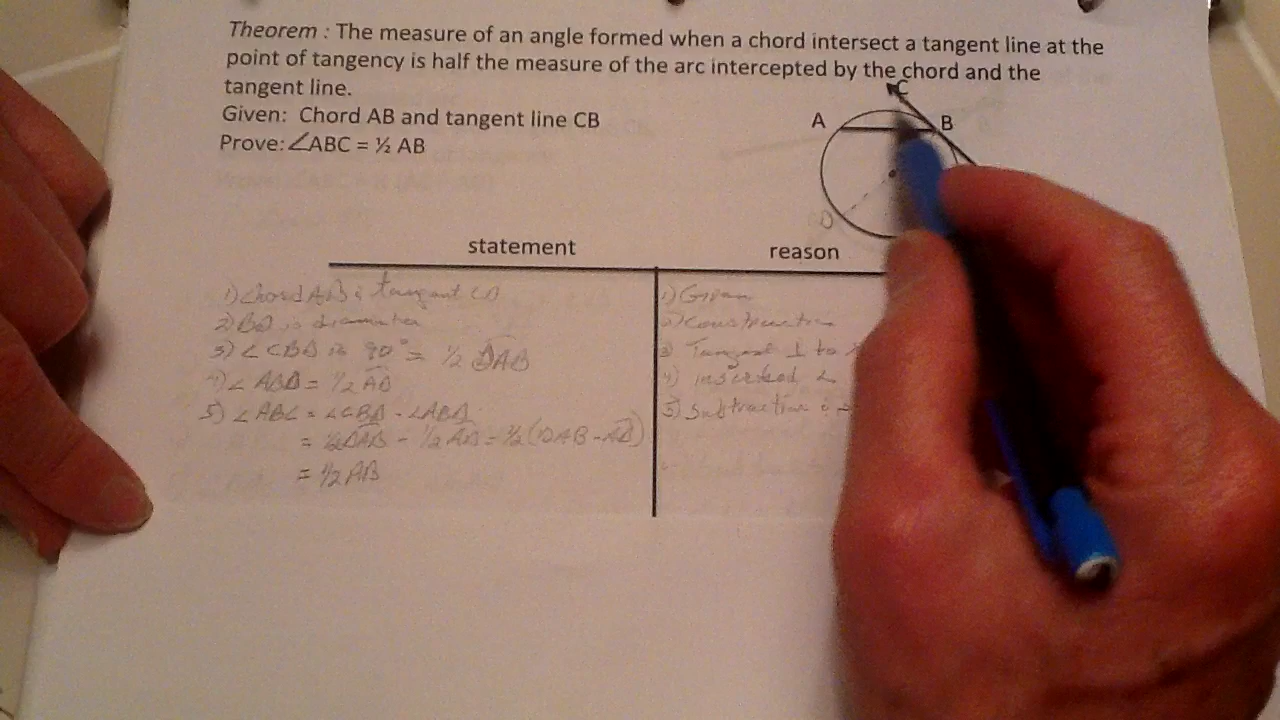 Theorem : The measure of an angle formed when a chord intersect a tangent line at the
point of tangency is half the measure of the arc intercepted by the chord and the
tangent line.
Given: Chord AB and tangent line CB
Prove: ∠ABC = ½ AB
C
A
B
D
statement
reason
1) Chord AB & tangent CB
2) BD is diameter
3) ∠CBD is 90° = ½ DAB
4) ∠ABD = ½ AD
5) ∠ABC = ∠CBD - ∠ABD
= ½DAB - ½AD = ½(DAB - AD)
= ½ AB
1) Given
2) Construction
3) Tangent ⊥ to
4) inscribed ∠
5) Subtraction &